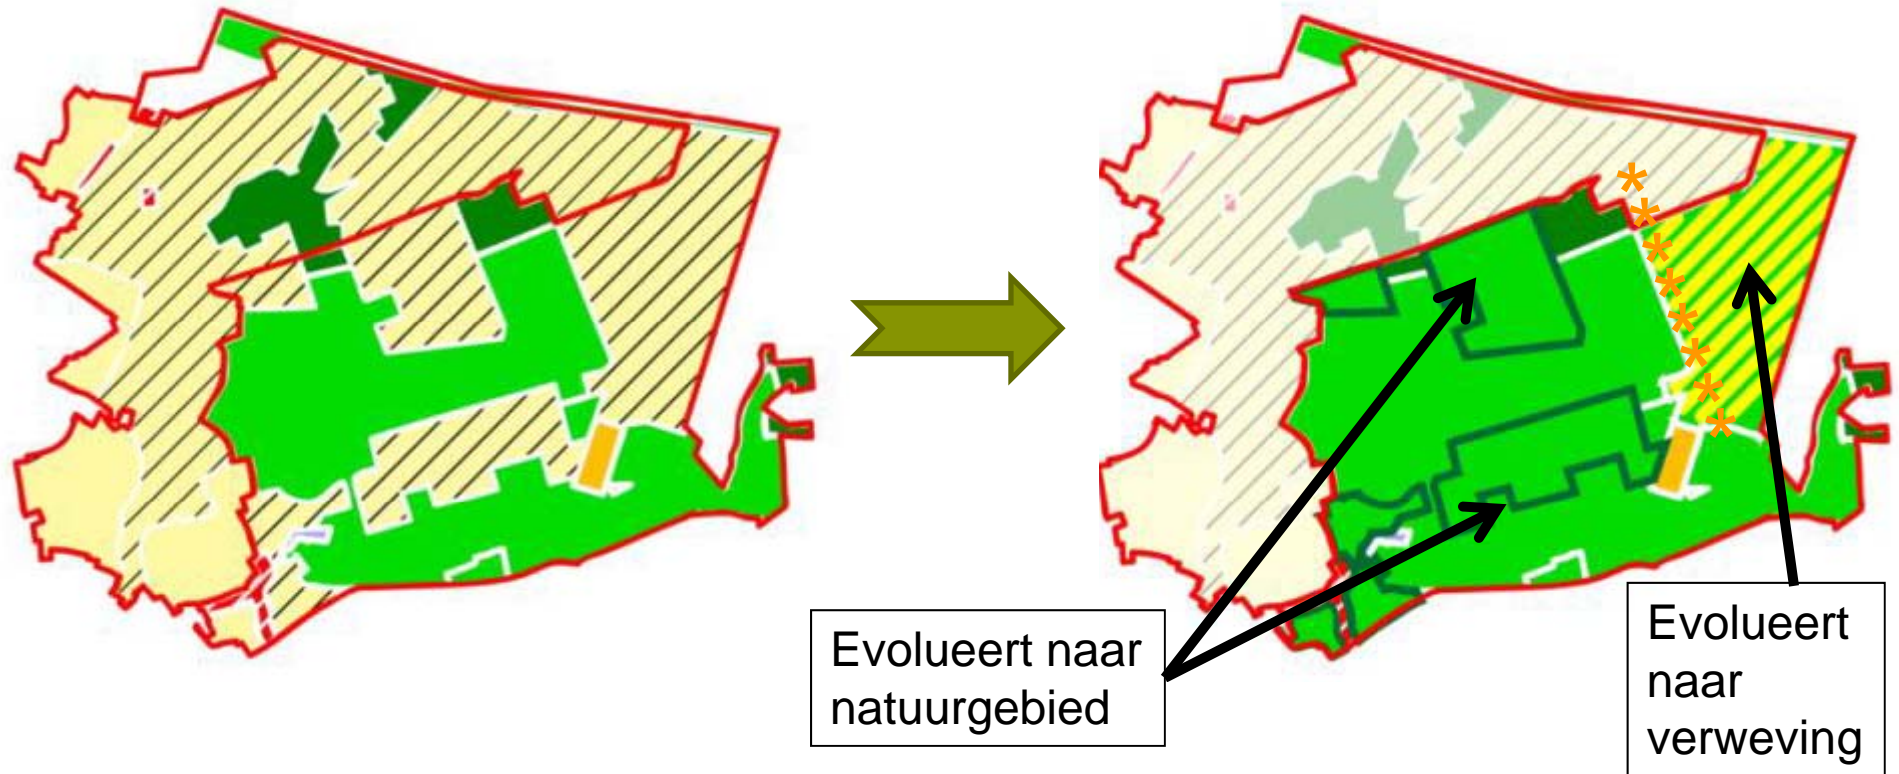 Evolueert naar
natuurgebied
Evolueert
naar
verweving